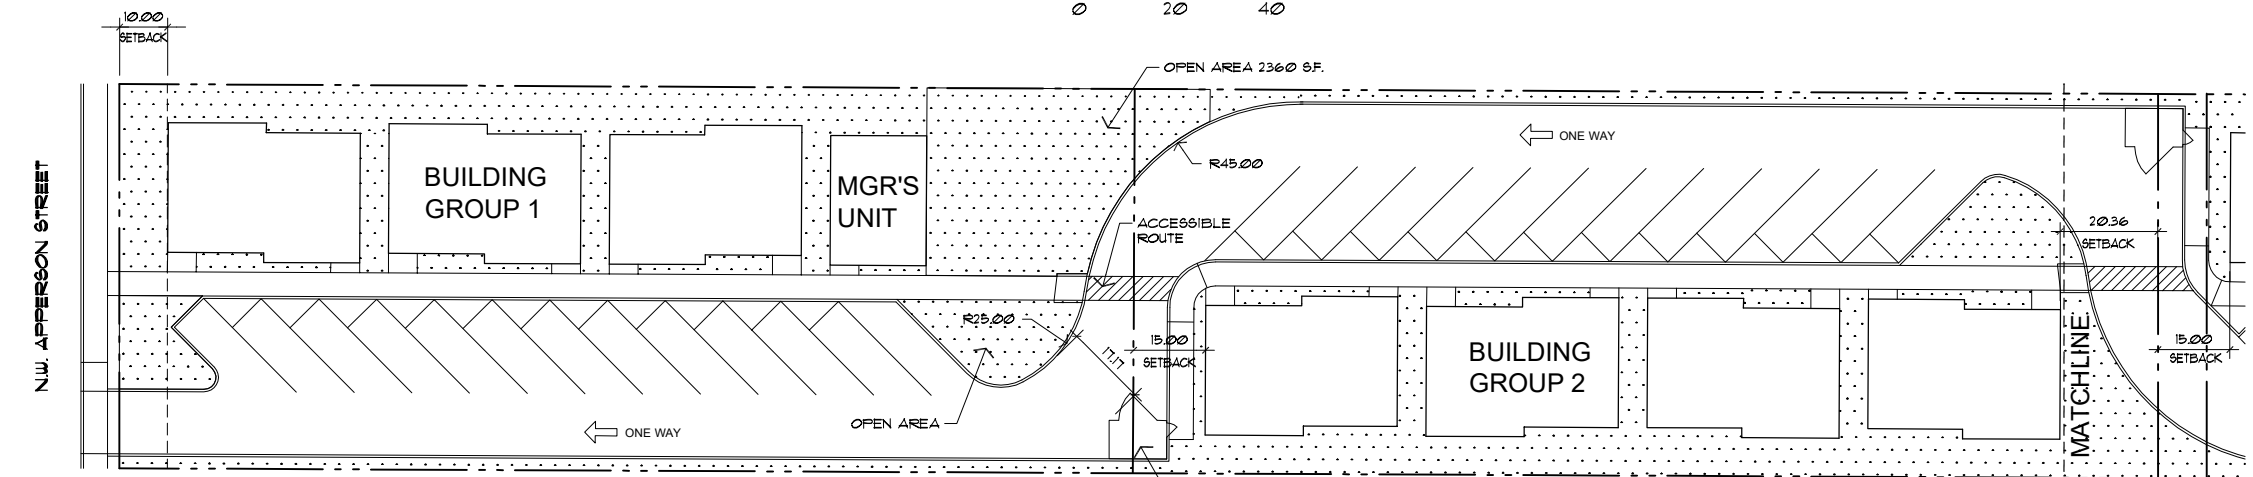 0 20 40
10.00
SETBACK
OPEN AREA 2360 S.F.
ONE WAY
R45.00
N.W. APPERSON STREET
BUILDING
GROUP 1
MGR'S
UNIT
ACCESSIBLE
ROUTE
20.36
SETBACK
R25.00
17.17
15.00
SETBACK
15.00
SETBACK
BUILDING
GROUP 2
MATCHLINE
OPEN AREA
ONE WAY